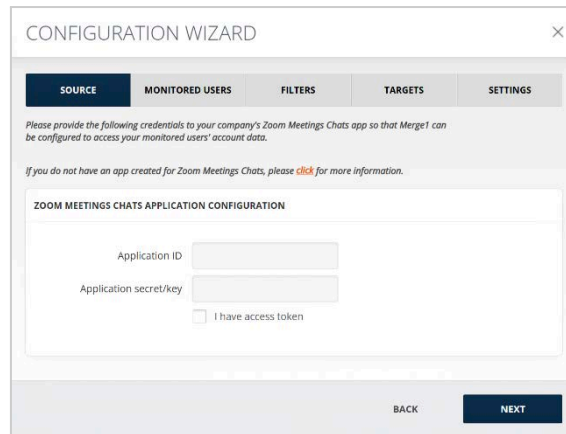 CONFIGURATION WIZARD
SOURCE MONITORED USERS FILTERS TARGETS SETTINGS
Please provide the following credentials to your company's Zoom Meetings Chats app so that Merge1 can
be configured to access your monitored users' account data.
If you do not have an app created for Zoom Meetings Chats, please click for more information.
ZOOM MEETINGS CHATS APPLICATION CONFIGURATION
Application ID
Application secret/key
I have access token
BACK NEXT